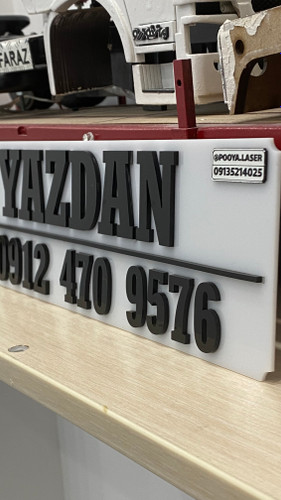 FARAZ
YAZDAN
@POOYA.LASER
09135214025
0912 470 9576